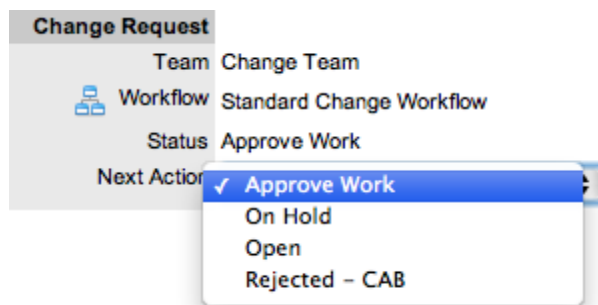 Change Request
Team Change Team
Workflow Standard Change Workflow
Status Approve Work
Next Action ✓ Approve Work
On Hold
Open
Rejected – CAB